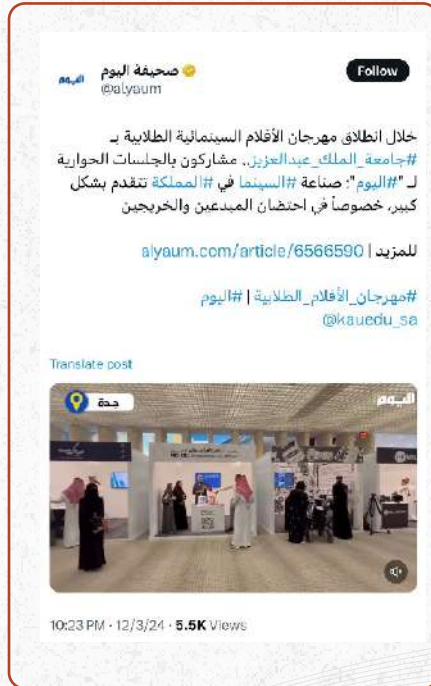 صحيفة اليوم
@alyaum
Follow
اليوم
خلال انطلاق مهرجان الأفلام السينمائية الطلابية بـ
#جامعة_الملك_عبدالعزيز.. مشاركون بالجلسات الحوارية
لـ "#اليوم": صناعة #السينما في #المملكة تتقدم بشكل
كبير، خصوصاً في احتضان المبدعين والخريجين
للمزيد | alyaum.com/article/6566590
#مهرجان_الأفلام_الطلابية | #اليوم
@kauedu_sa
Translate post
جدة
اليوم
10:23 PM · 12/3/24 · 5.5K Views